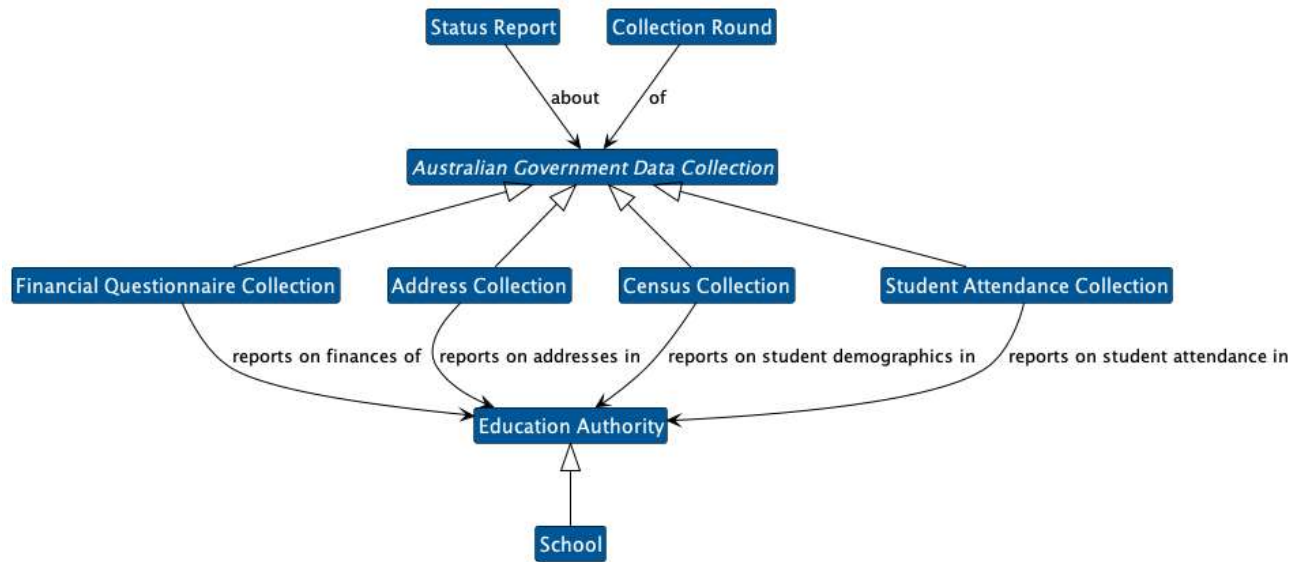 Status Report
Collection Round
about
of
Australian Government Data Collection
Financial Questionnaire Collection
Address Collection
Census Collection
Student Attendance Collection
reports on finances of
reports on addresses in
reports on student demographics in
reports on student attendance in
Education Authority
School